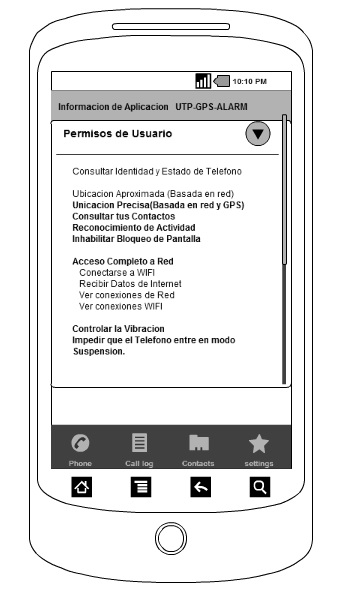 10:10 PM
Informacion de Aplicacion UTP-GPS-ALARM
Permisos de Usuario
Consultar Identidad y Estado de Telefono
Ubicacion Aproximada (Basada en red)
Unicacion Precisa(Basada en red y GPS)
Consultar tus Contactos
Reconocimiento de Actividad
Inhabilitar Bloqueo de Pantalla
Acceso Completo a Red
Conectarse a WIFI
Recibir Datos de Internet
Ver conexiones de Red
Ver conexiones WIFI
Controlar la Vibracion
Impedir que el Telefono entre en modo
Suspension.
Phone Call log Contacts settings